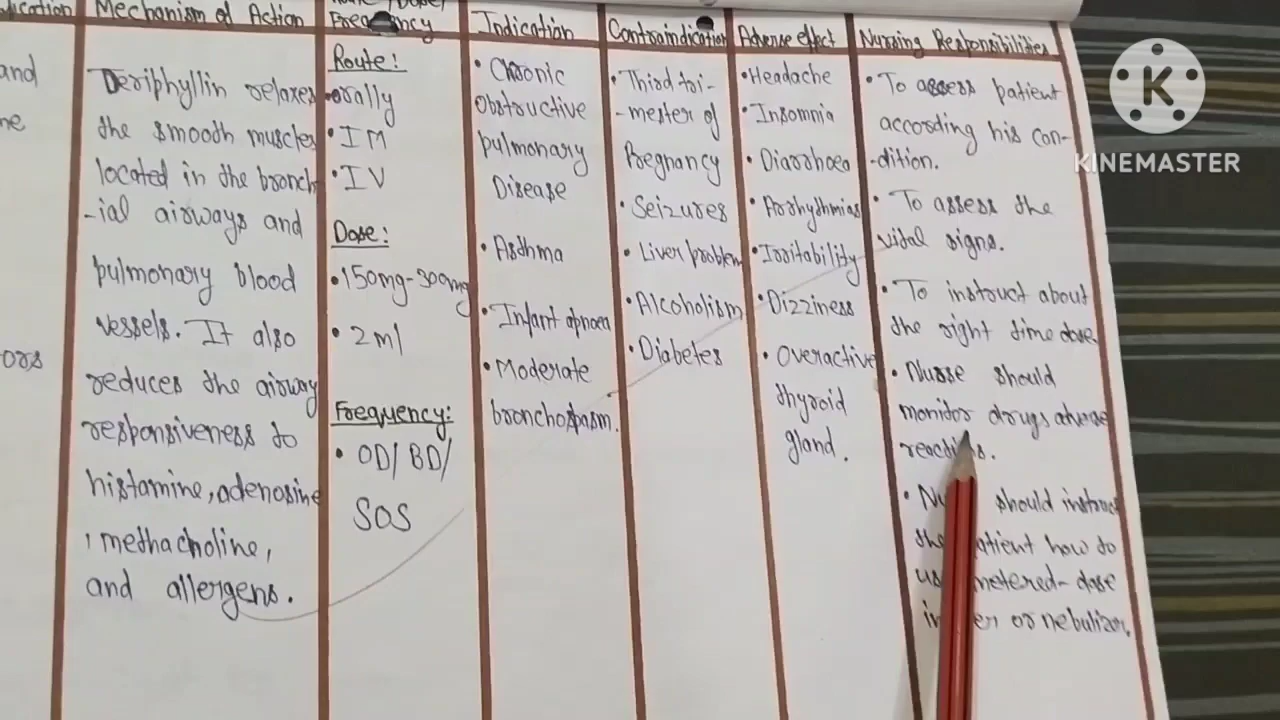 ication
and
ne
ors
Mechanism of Action
Deriphyllin relaxes
the smooth muscles
located in the bronch
-ial airways and
pulmonary blood
vessels. It also
reduces the airway
responsiveness to
histamine, adenosine
, methacholine,
and allergens.
Frequency
Route:
•orally
•IM
•IV
Dose:
•150mg-300mg
•2ml
Frequency:
• OD/BD/
SOS
Indication
• Chronic
obstructive
pulmonary
Disease
• Asthma
• Infant apnoea
• Moderate
bronchospasm.
Contraindication
•Third tri-
-mester of
Pregnancy
•Seizures
•Liver problem
•Alcoholism
•Diabetes
Adverse effect
•Headache
•Insomnia
•Diarrhoea
•Arrhythmias
•Irritability
•Dizziness
•Overactive
thyroid
gland.
Nursing Responsibilities
•To assess patient
according his con-
-dition.
•To assess the
vital signs.
•To instruct about
the right time dose.
•Nurse should
monitor drugs adverse
reactions.
• should instruct
the patient how to
metered-dose
or nebulizer.
K
KINEMASTER